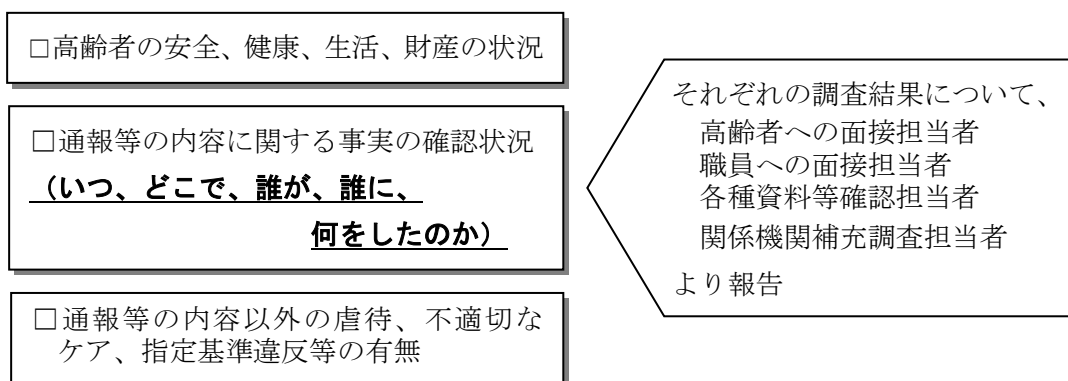 □高齢者の安全、健康、生活、財産の状況
□通報等の内容に関する事実の確認状況
（いつ、どこで、誰が、誰に、
何をしたのか）
□通報等の内容以外の虐待、不適切な
ケア、指定基準違反等の有無
それぞれの調査結果について、
高齢者への面接担当者
職員への面接担当者
各種資料等確認担当者
関係機関補充調査担当者
より報告